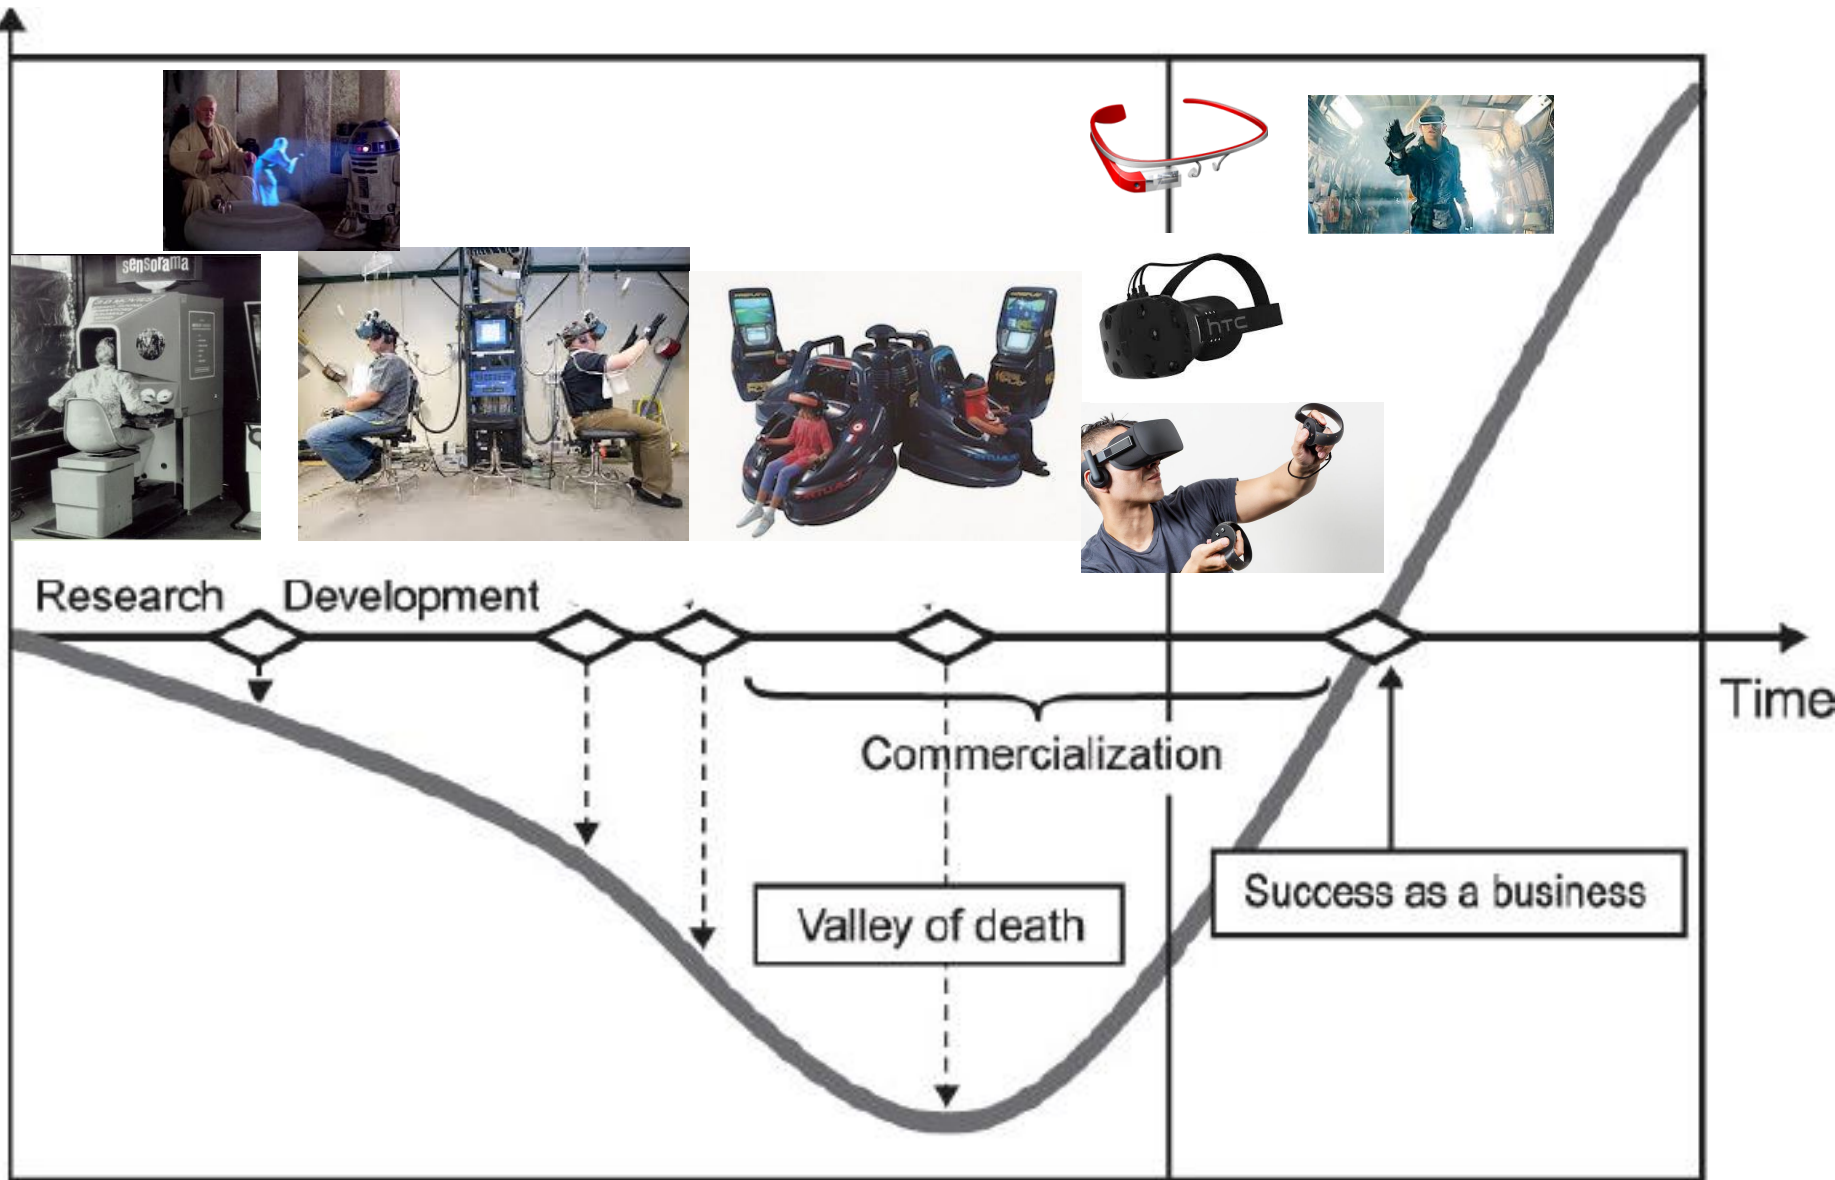 sensorama
hTC
Research
Development
Time
Commercialization
Valley of death
Success as a business